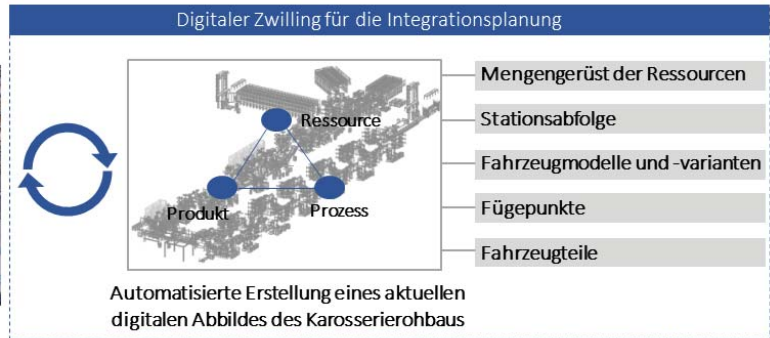 Digitaler Zwilling für die Integrationsplanung
Ressource
Produkt
Prozess
Mengengerüst der Ressourcen
Stationsabfolge
Fahrzeugmodelle und -varianten
Fügepunkte
Fahrzeugteile
Automatisierte Erstellung eines aktuellen
digitalen Abbildes des Karosserierohbaus